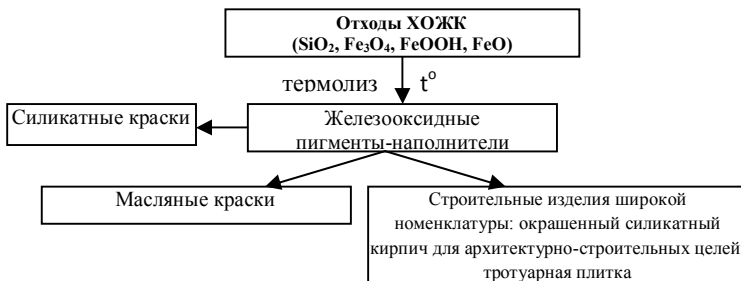 Отходы ХОЖК
(SiO₂, Fe₃O₄, FeOOH, FeO)
термолиз t°
Силикатные краски
Железооксидные
пигменты-наполнители
Масляные краски
Строительные изделия широкой
номенклатуры: окрашенный силикатный
кирпич для архитектурно-строительных целей
тротуарная плитка